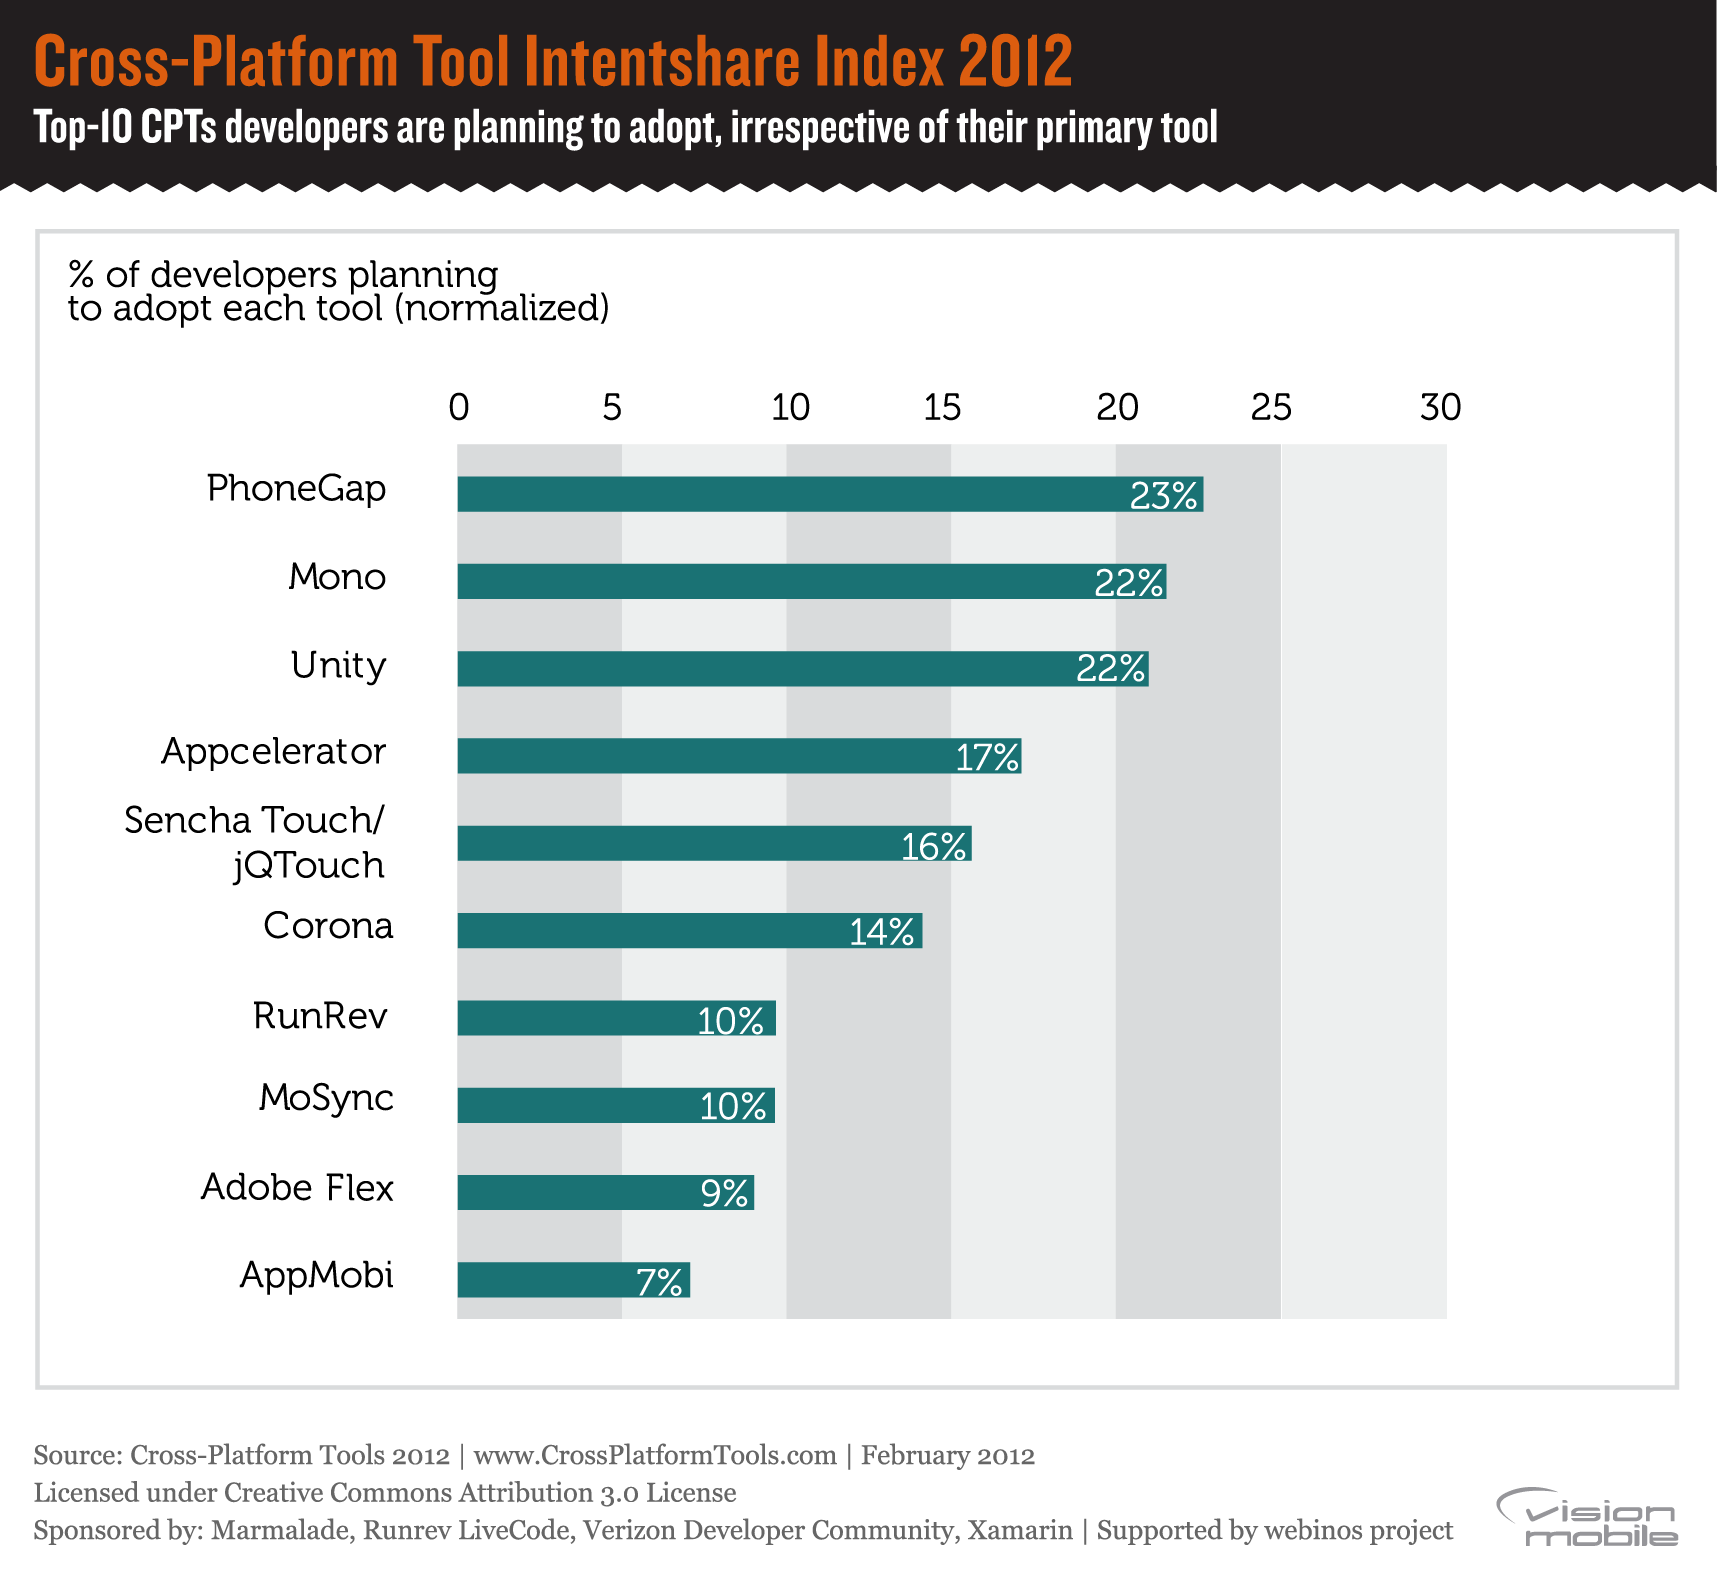 Cross-Platform Tool Intentshare Index 2012
Top-10 CPTs developers are planning to adopt, irrespective of their primary tool
% of developers planning
to adopt each tool (normalized)
0 5 10 15 20 25 30
PhoneGap 23%
Mono 22%
Unity 22%
Appcelerator 17%
Sencha Touch/
jQTouch 16%
Corona 14%
RunRev 10%
MoSync 10%
Adobe Flex 9%
AppMobi 7%
Source: Cross-Platform Tools 2012 | www.CrossPlatformTools.com | February 2012
Licensed under Creative Commons Attribution 3.0 License
Sponsored by: Marmalade, Runrev LiveCode, Verizon Developer Community, Xamarin | Supported by webinos project
vision
mobile